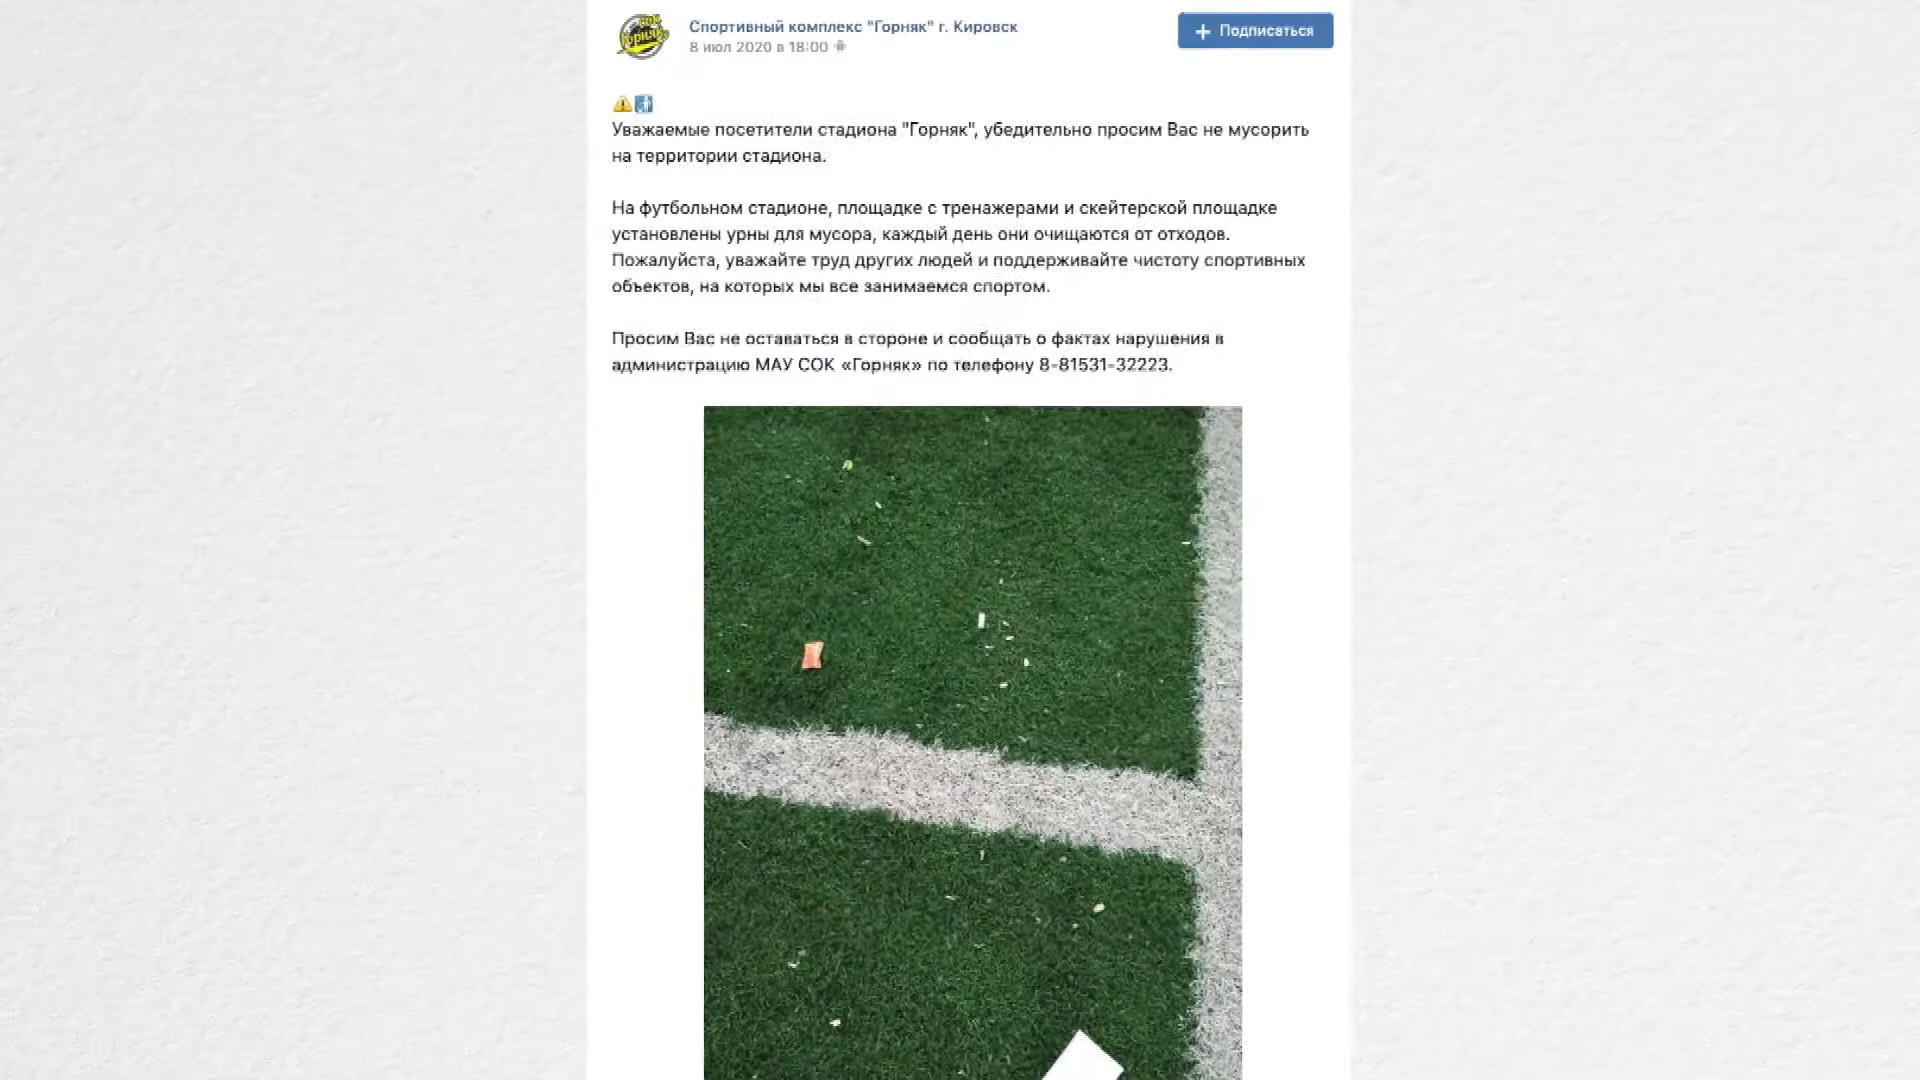 СОК
Горняк
Спортивный комплекс "Горняк" г. Кировск
8 июл 2020 в 18:00
+ Подписаться
Уважаемые посетители стадиона "Горняк", убедительно просим Вас не мусорить
на территории стадиона.
На футбольном стадионе, площадке с тренажерами и скейтерской площадке
установлены урны для мусора, каждый день они очищаются от отходов.
Пожалуйста, уважайте труд других людей и поддерживайте чистоту спортивных
объектов, на которых мы все занимаемся спортом.
Просим Вас не оставаться в стороне и сообщать о фактах нарушения в
администрацию МАУ СОК «Горняк» по телефону 8-81531-32223.